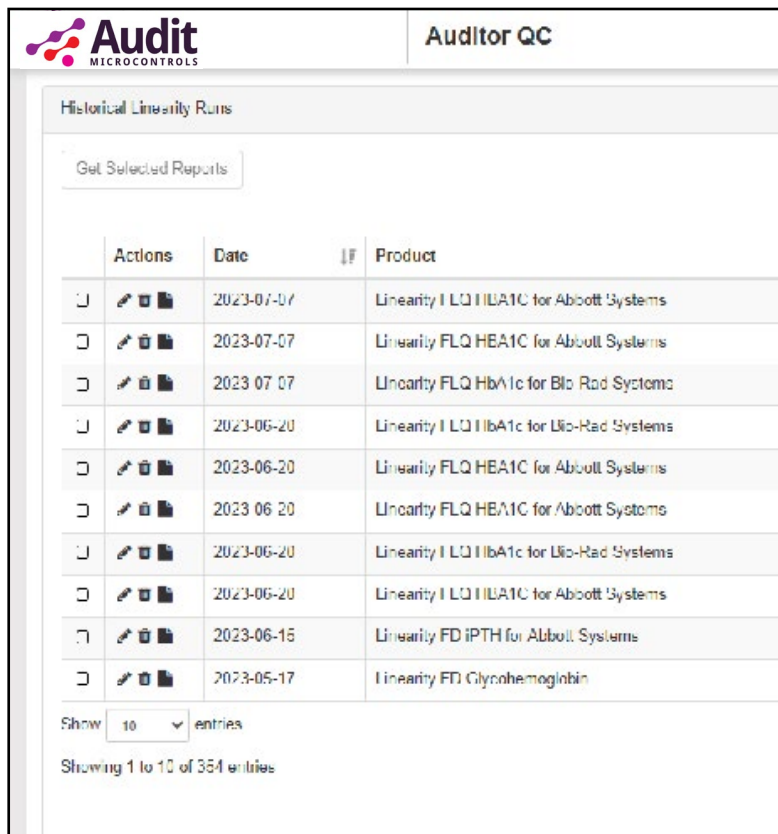 Audit
MICROCONTROLS
Auditor QC
Historical Linearity Runs
Get Selected Reports
Actions Date Product
2023-07-07 Linearity FLQ HBA1C for Abbott Systems
2023-07-07 Linearity FLQ HBA1C for Abbott Systems
2023-07-07 Linearity FLQ HbA1c for Bio-Rad Systems
2023-06-20 Linearity FLQ HbA1c for Bio-Rad Systems
2023-06-20 Linearity FLQ HBA1C for Abbott Systems
2023-06-20 Linearity FLQ HBA1C for Abbott Systems
2023-06-20 Linearity FLQ HbA1c for Bio-Rad Systems
2023-06-20 Linearity FLQ HBA1C for Abbott Systems
2023-06-15 Linearity FD iPTH for Abbott Systems
2023-05-17 Linearity FD Glycohemoglobin
Show 10 entries
Showing 1 to 10 of 354 entries